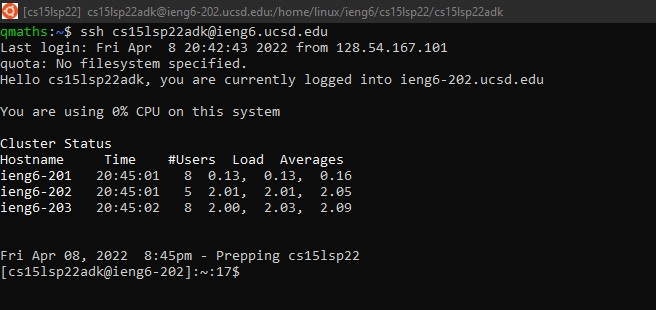 [cs15lsp22] cs15lsp22adk@ieng6-202.ucsd.edu:/home/linux/ieng6/cs15lsp22/cs15lsp22adk
qmaths:~$ ssh cs15lsp22adk@ieng6.ucsd.edu
Last login: Fri Apr  8 20:42:43 2022 from 128.54.167.101
quota: No filesystem specified.
Hello cs15lsp22adk, you are currently logged into ieng6-202.ucsd.edu
You are using 0% CPU on this system
Cluster Status
Hostname     Time    #Users  Load  Averages
ieng6-201   20:45:01   8  0.13,  0.13,  0.16
ieng6-202   20:45:01   5  2.01,  2.01,  2.05
ieng6-203   20:45:02   8  2.00,  2.03,  2.09
Fri Apr 08, 2022  8:45pm - Prepping cs15lsp22
[cs15lsp22adk@ieng6-202]:~:17$